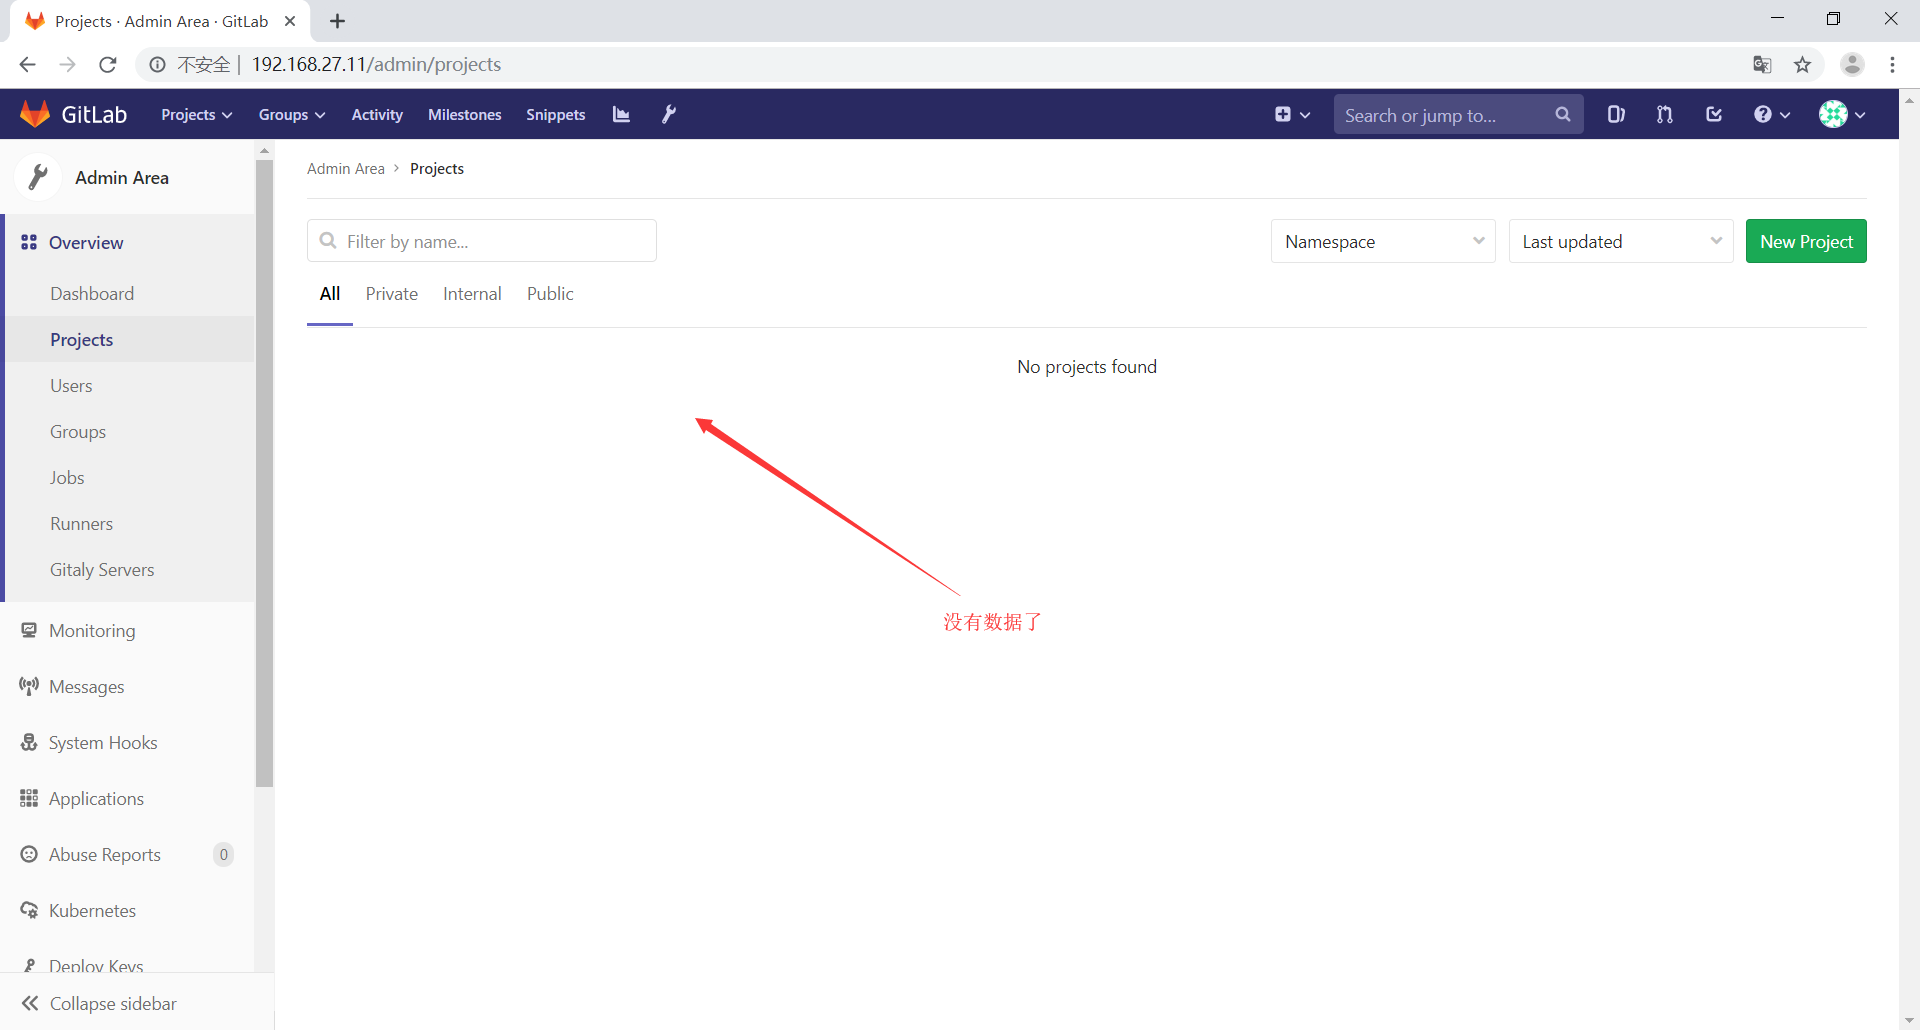 Projects · Admin Area · GitLab
不安全 | 192.168.27.11/admin/projects
GitLab Projects Groups Activity Milestones Snippets Search or jump to...
Admin Area
Admin Area > Projects
Overview
Filter by name... Namespace Last updated New Project
Dashboard
All Private Internal Public
Projects
No projects found
Users
Groups
Jobs
Runners
Gitaly Servers
没有数据了
Monitoring
Messages
System Hooks
Applications
Abuse Reports 0
Kubernetes
Deploy Keys
Collapse sidebar